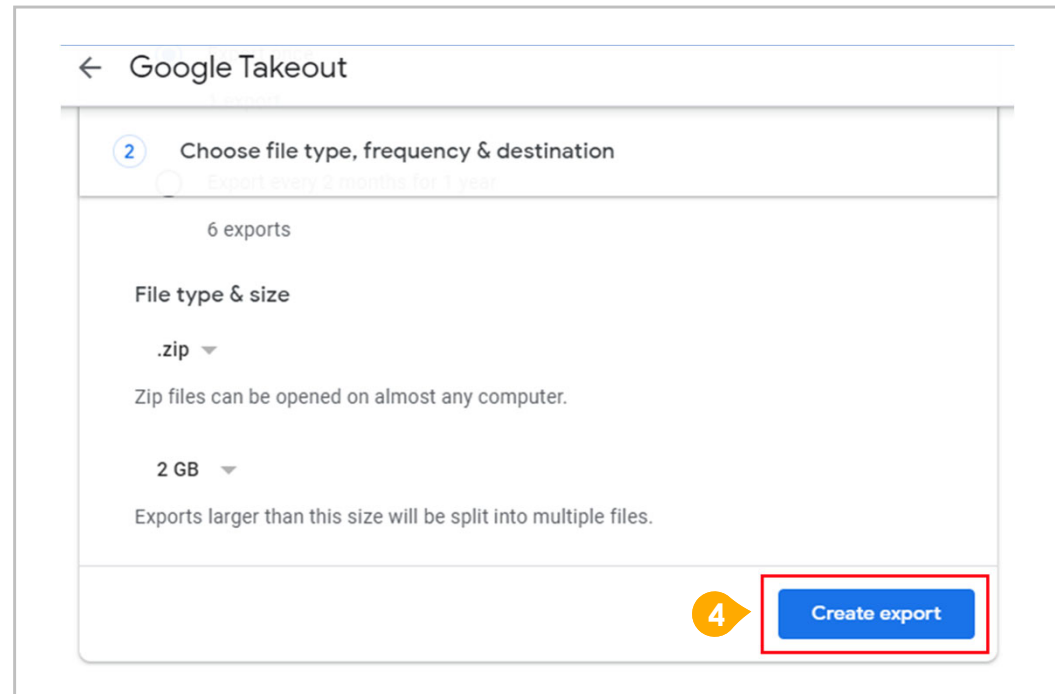 Google Takeout
1 export
2 Choose file type, frequency & destination
Export every 2 months for 1 year
6 exports
File type & size
.zip
Zip files can be opened on almost any computer.
2 GB
Exports larger than this size will be split into multiple files.
4 Create export